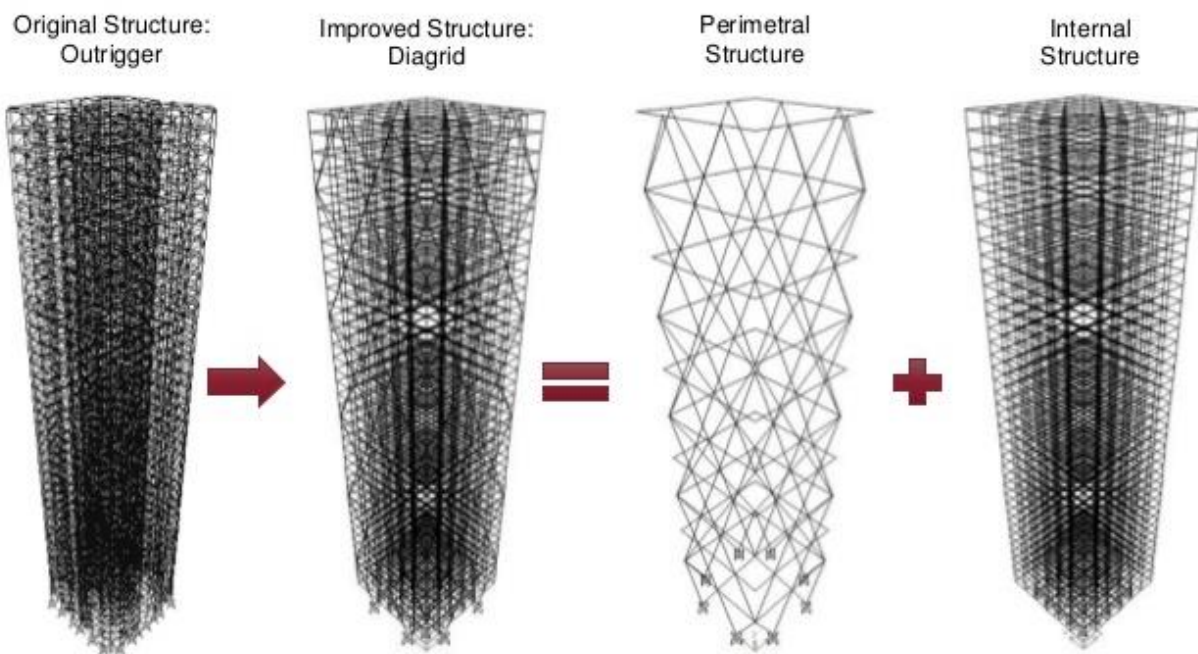 Original Structure:
Outrigger
Improved Structure:
Diagrid
Perimetral
Structure
Internal
Structure